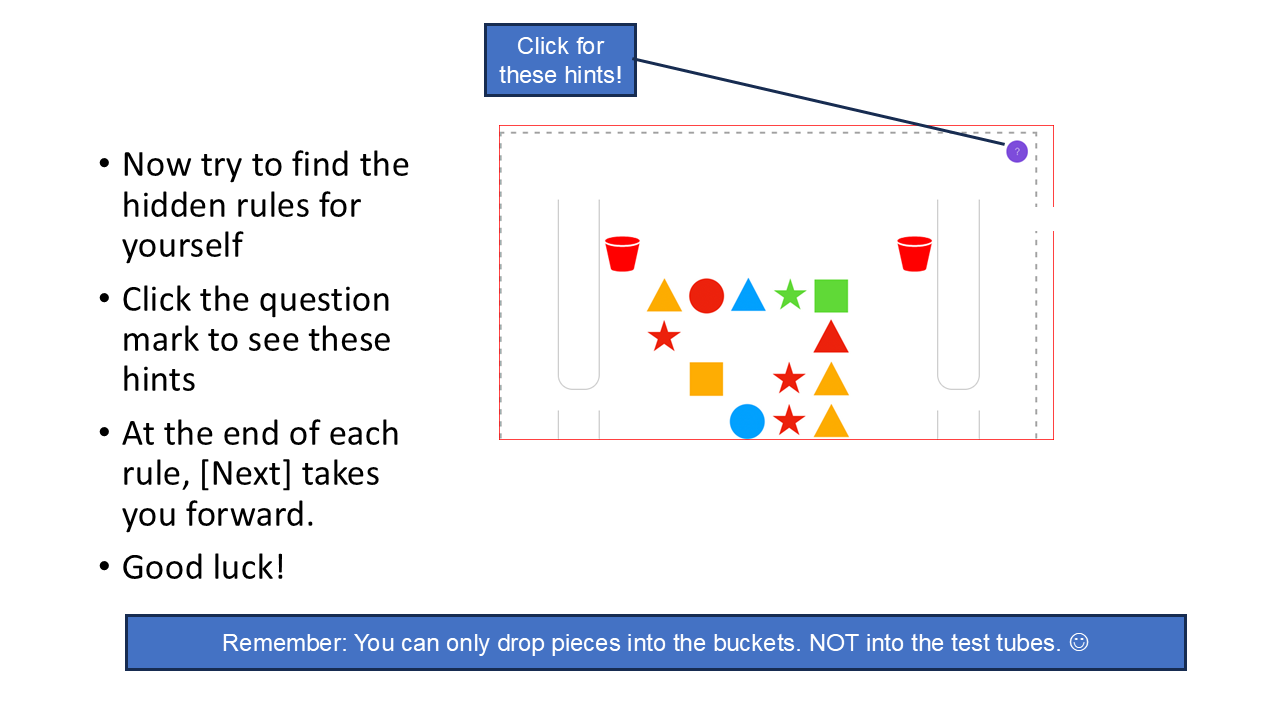 Click for
these hints!
?
• Now try to find the
hidden rules for
yourself
• Click the question
mark to see these
hints
• At the end of each
rule, [Next] takes
you forward.
• Good luck!
Remember: You can only drop pieces into the buckets. NOT into the test tubes. ☺